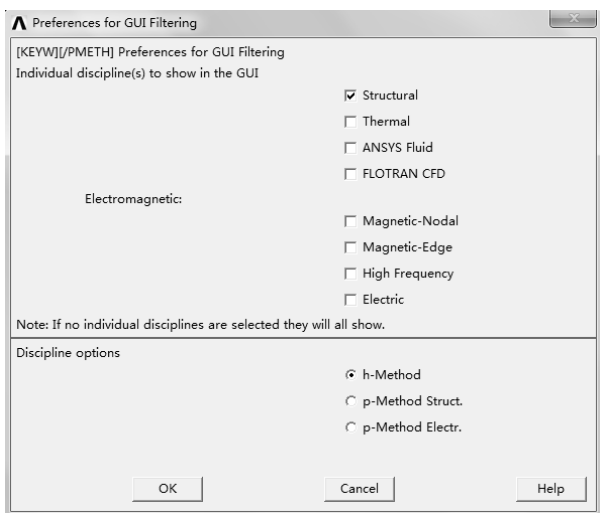 Preferences for GUI Filtering
[KEYW][/PMETH] Preferences for GUI Filtering
Individual discipline(s) to show in the GUI
Structural
Thermal
ANSYS Fluid
FLOTRAN CFD
Electromagnetic:
Magnetic-Nodal
Magnetic-Edge
High Frequency
Electric
Note: If no individual disciplines are selected they will all show.
Discipline options
h-Method
p-Method Struct.
p-Method Electr.
OK Cancel Help